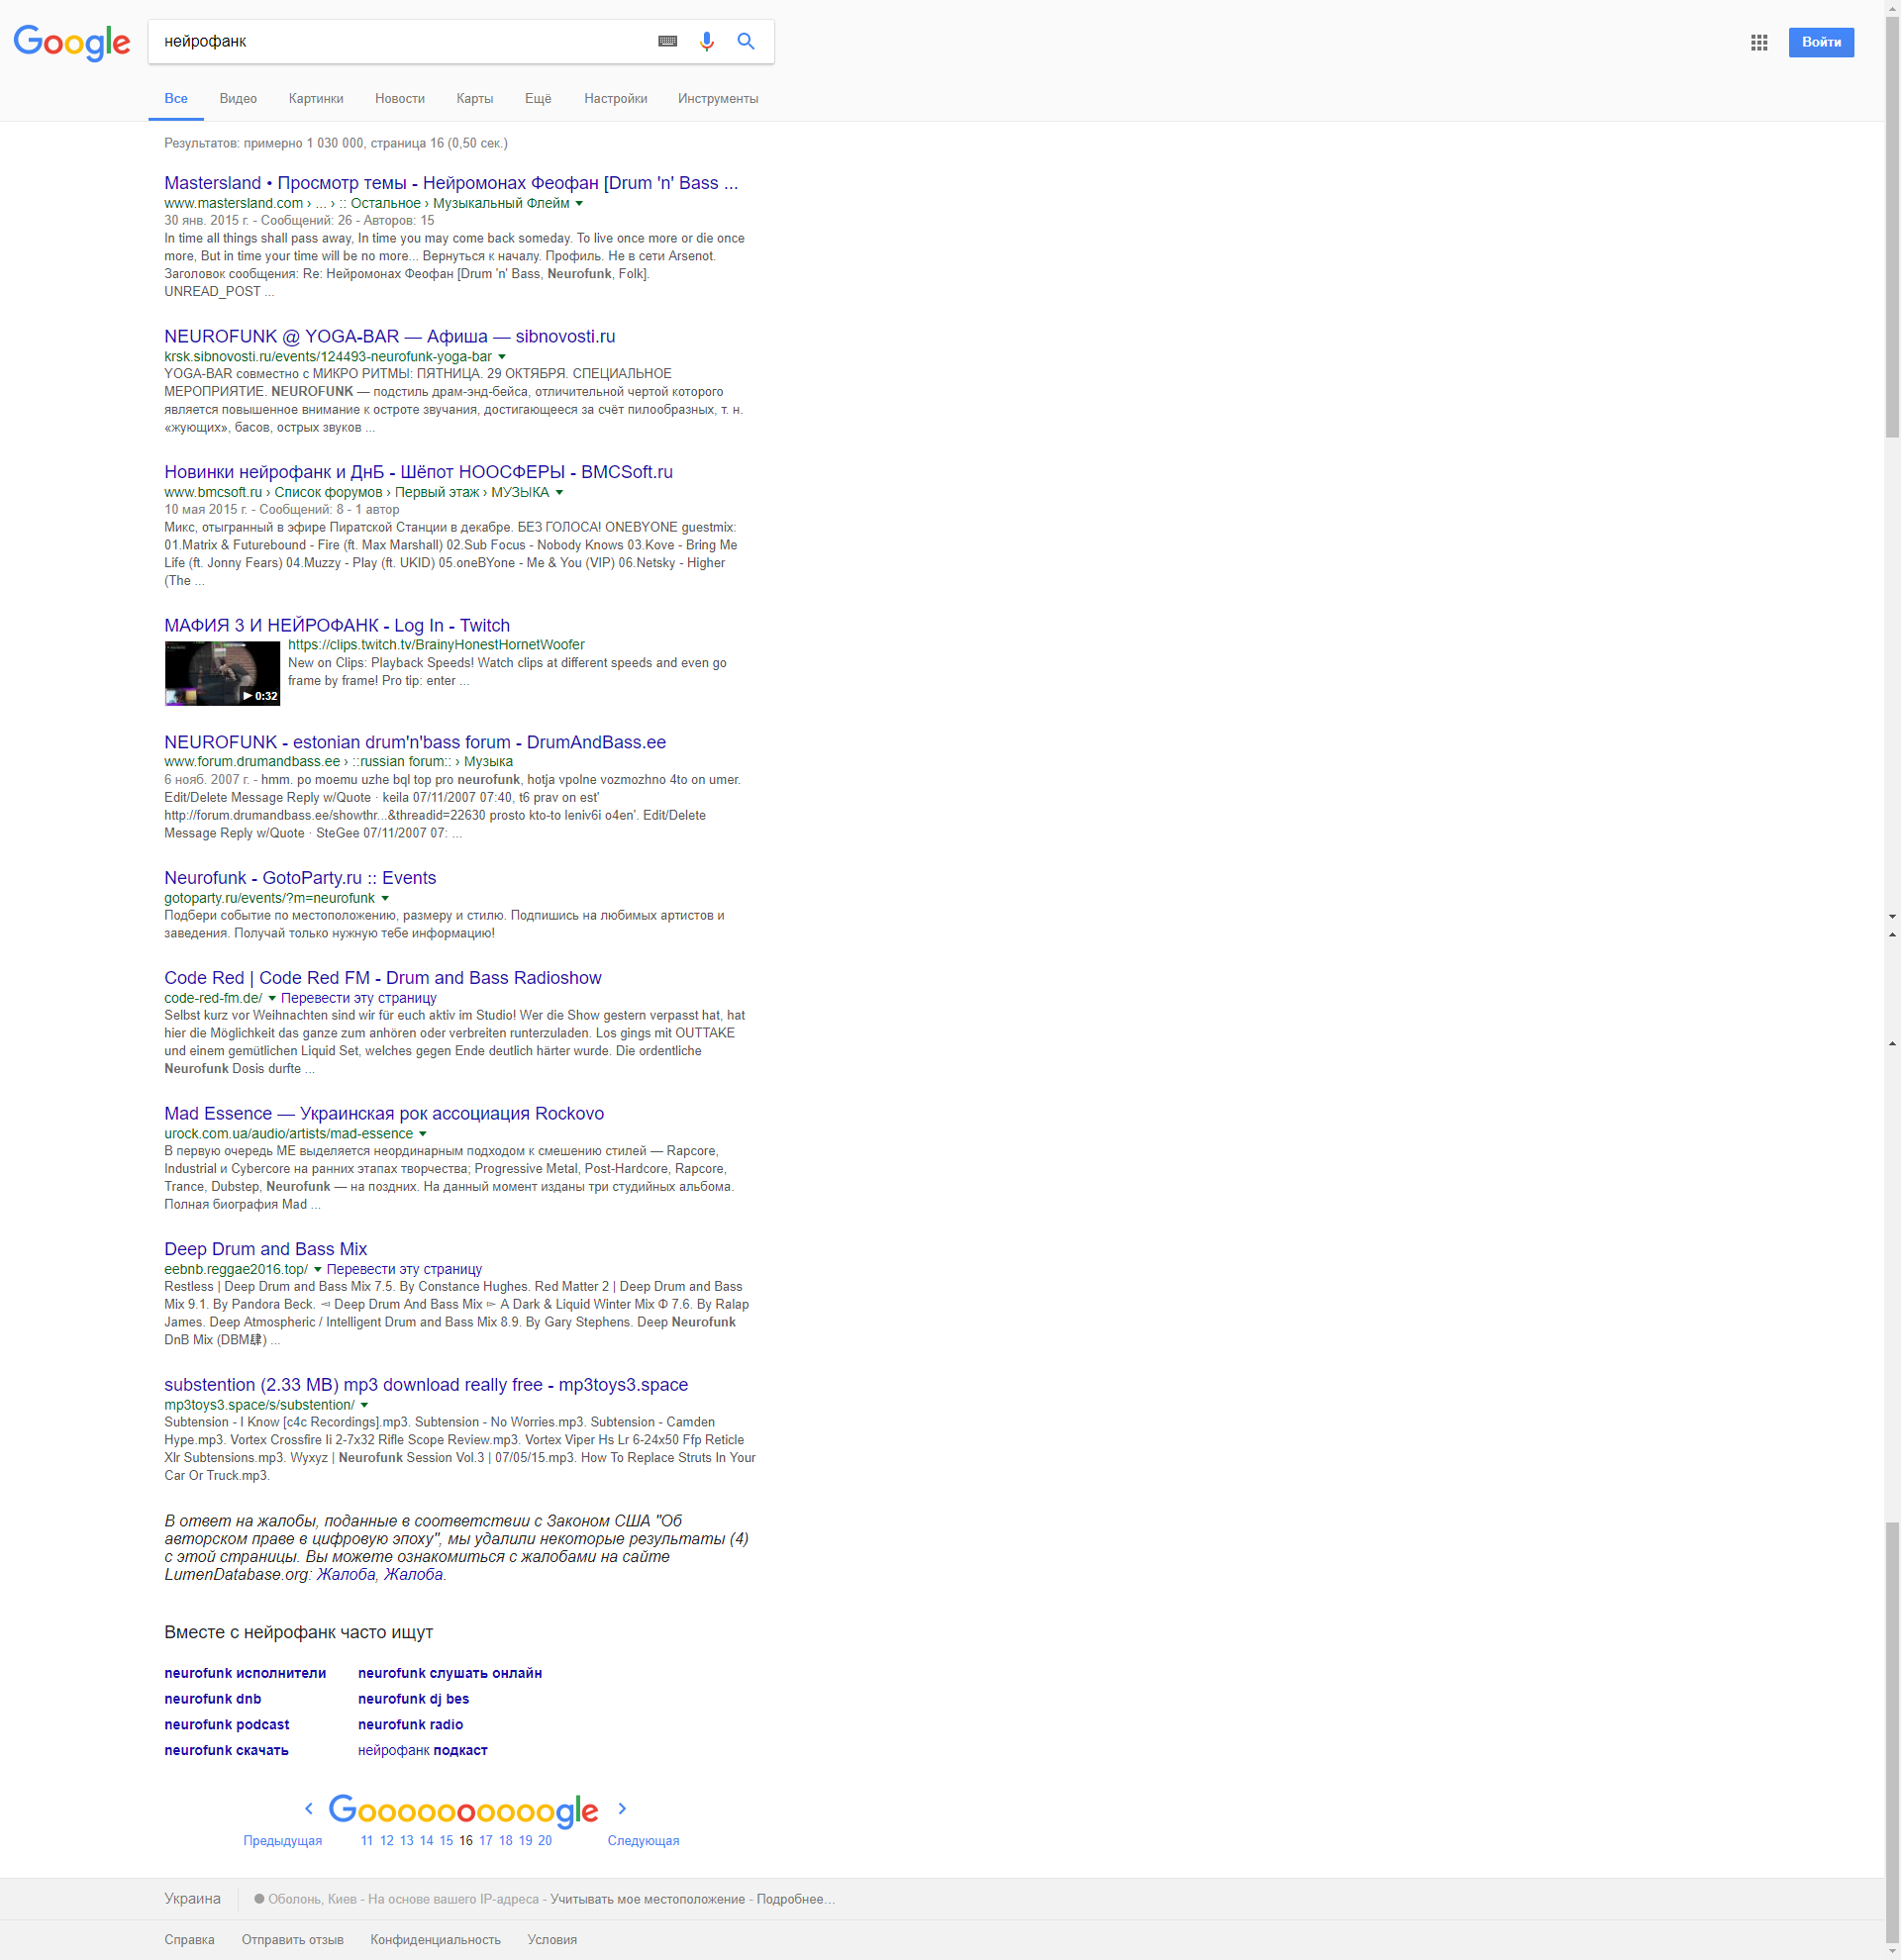 Google
нейрофанк
Войти
Все Видео Картинки Новости Карты Ещё Настройки Инструменты
Результатов: примерно 1 030 000, страница 16 (0,50 сек.)
Mastersland • Просмотр темы - Нейромонах Феофан [Drum 'n' Bass ...
www.mastersland.com › ... › :: Остальное › Музыкальный Флейм
30 янв. 2015 г. - Сообщений: 26 - Авторов: 15
In time all things shall pass away, In time you may come back someday. To live once more or die once
more, But in time your time will be no more... Вернуться к началу. Профиль. Не в сети Arsenot.
Заголовок сообщения: Re: Нейромонах Феофан [Drum 'n' Bass, Neurofunk, Folk].
UNREAD_POST ...
NEUROFUNK @ YOGA-BAR — Афиша — sibnovosti.ru
krsk.sibnovosti.ru/events/124493-neurofunk-yoga-bar
YOGA-BAR совместно с МИКРО РИТМЫ: ПЯТНИЦА. 29 ОКТЯБРЯ. СПЕЦИАЛЬНОЕ
МЕРОПРИЯТИЕ. NEUROFUNK — подстиль драм-энд-бейса, отличительной чертой которого
является повышенное внимание к остроте звучания, достигающееся за счёт пилообразных, т. н.
«жующих», басов, острых звуков ...
Новинки нейрофанк и ДнБ - Шёпот НООСФЕРЫ - BMCSoft.ru
www.bmcsoft.ru › Список форумов › Первый этаж › МУЗЫКА
10 мая 2015 г. - Сообщений: 8 - 1 автор
Микс, отыгранный в эфире Пиратской Станции в декабре. БЕЗ ГОЛОСА! ONEBYONE guestmix:
01.Matrix & Futurebound - Fire (ft. Max Marshall) 02.Sub Focus - Nobody Knows 03.Kove - Bring Me
Life (ft. Jonny Fears) 04.Muzzy - Play (ft. UKID) 05.oneBYone - Me & You (VIP) 06.Netsky - Higher
(The ...
МАФИЯ 3 И НЕЙРОФАНК - Log In - Twitch
https://clips.twitch.tv/BrainyHonestHornetWoofer
New on Clips: Playback Speeds! Watch clips at different speeds and even go
frame by frame! Pro tip: enter ...
0:32
NEUROFUNK - estonian drum'n'bass forum - DrumAndBass.ee
www.forum.drumandbass.ee › ::russian forum:: › Музыка
6 нояб. 2007 г. - hmm. po moemu uzhe bql top pro neurofunk, hotja vpolne vozmozhno 4to on umer.
Edit/Delete Message Reply w/Quote · keila 07/11/2007 07:40, t6 prav on est'
http://forum.drumandbass.ee/showthr...&threadid=22630 prosto kto-to leniv6i o4en'. Edit/Delete
Message Reply w/Quote · SteGee 07/11/2007 07: ...
Neurofunk - GotoParty.ru :: Events
gotoparty.ru/events/?m=neurofunk
Подбери событие по местоположению, размеру и стилю. Подпишись на любимых артистов и
заведения. Получай только нужную тебе информацию!
Code Red | Code Red FM - Drum and Bass Radioshow
code-red-fm.de/ Перевести эту страницу
Selbst kurz vor Weihnachten sind wir für euch aktiv im Studio! Wer die Show gestern verpasst hat, hat
hier die Möglichkeit das ganze zum anhören oder verbreiten runterzuladen. Los gings mit OUTTAKE
und einem gemütlichen Liquid Set, welches gegen Ende deutlich härter wurde. Die ordentliche
Neurofunk Dosis durfte ...
Mad Essence — Украинская рок ассоциация Rockovo
urock.com.ua/audio/artists/mad-essence
В первую очередь ME выделяется неординарным подходом к смешению стилей — Rapcore,
Industrial и Cybercore на ранних этапах творчества; Progressive Metal, Post-Hardcore, Rapcore,
Trance, Dubstep, Neurofunk — на поздних. На данный момент изданы три студийных альбома.
Полная биография Mad ...
Deep Drum and Bass Mix
eebnb.reggae2016.top/ Перевести эту страницу
Restless | Deep Drum and Bass Mix 7.5. By Constance Hughes. Red Matter 2 | Deep Drum and Bass
Mix 9.1. By Pandora Beck. ⊲ Deep Drum And Bass Mix ⊳ A Dark & Liquid Winter Mix Ф 7.6. By Ralap
James. Deep Atmospheric / Intelligent Drum and Bass Mix 8.9. By Gary Stephens. Deep Neurofunk
DnB Mix (DBM肆) ...
substention (2.33 MB) mp3 download really free - mp3toys3.space
mp3toys3.space/s/substention/
Subtension - I Know [c4c Recordings].mp3. Subtension - No Worries.mp3. Subtension - Camden
Hype.mp3. Vortex Crossfire Ii 2-7x32 Rifle Scope Review.mp3. Vortex Viper Hs Lr 6-24x50 Ffp Reticle
Xlr Subtensions.mp3. Wyxyz | Neurofunk Session Vol.3 | 07/05/15.mp3. How To Replace Struts In Your
Car Or Truck.mp3.
В ответ на жалобы, поданные в соответствии с Законом США "Об
авторском праве в цифровую эпоху", мы удалили некоторые результаты (4)
с этой страницы. Вы можете ознакомиться с жалобами на сайте
LumenDatabase.org: Жалоба, Жалоба.
Вместе с нейрофанк часто ищут
neurofunk исполнители neurofunk слушать онлайн
neurofunk dnb neurofunk dj bes
neurofunk podcast neurofunk radio
neurofunk скачать нейрофанк подкаст
Goooooooooogle
Предыдущая 11 12 13 14 15 16 17 18 19 20 Следующая
Украина Оболонь, Киев - На основе вашего IP-адреса - Учитывать мое местоположение - Подробнее...
Справка Отправить отзыв Конфиденциальность Условия